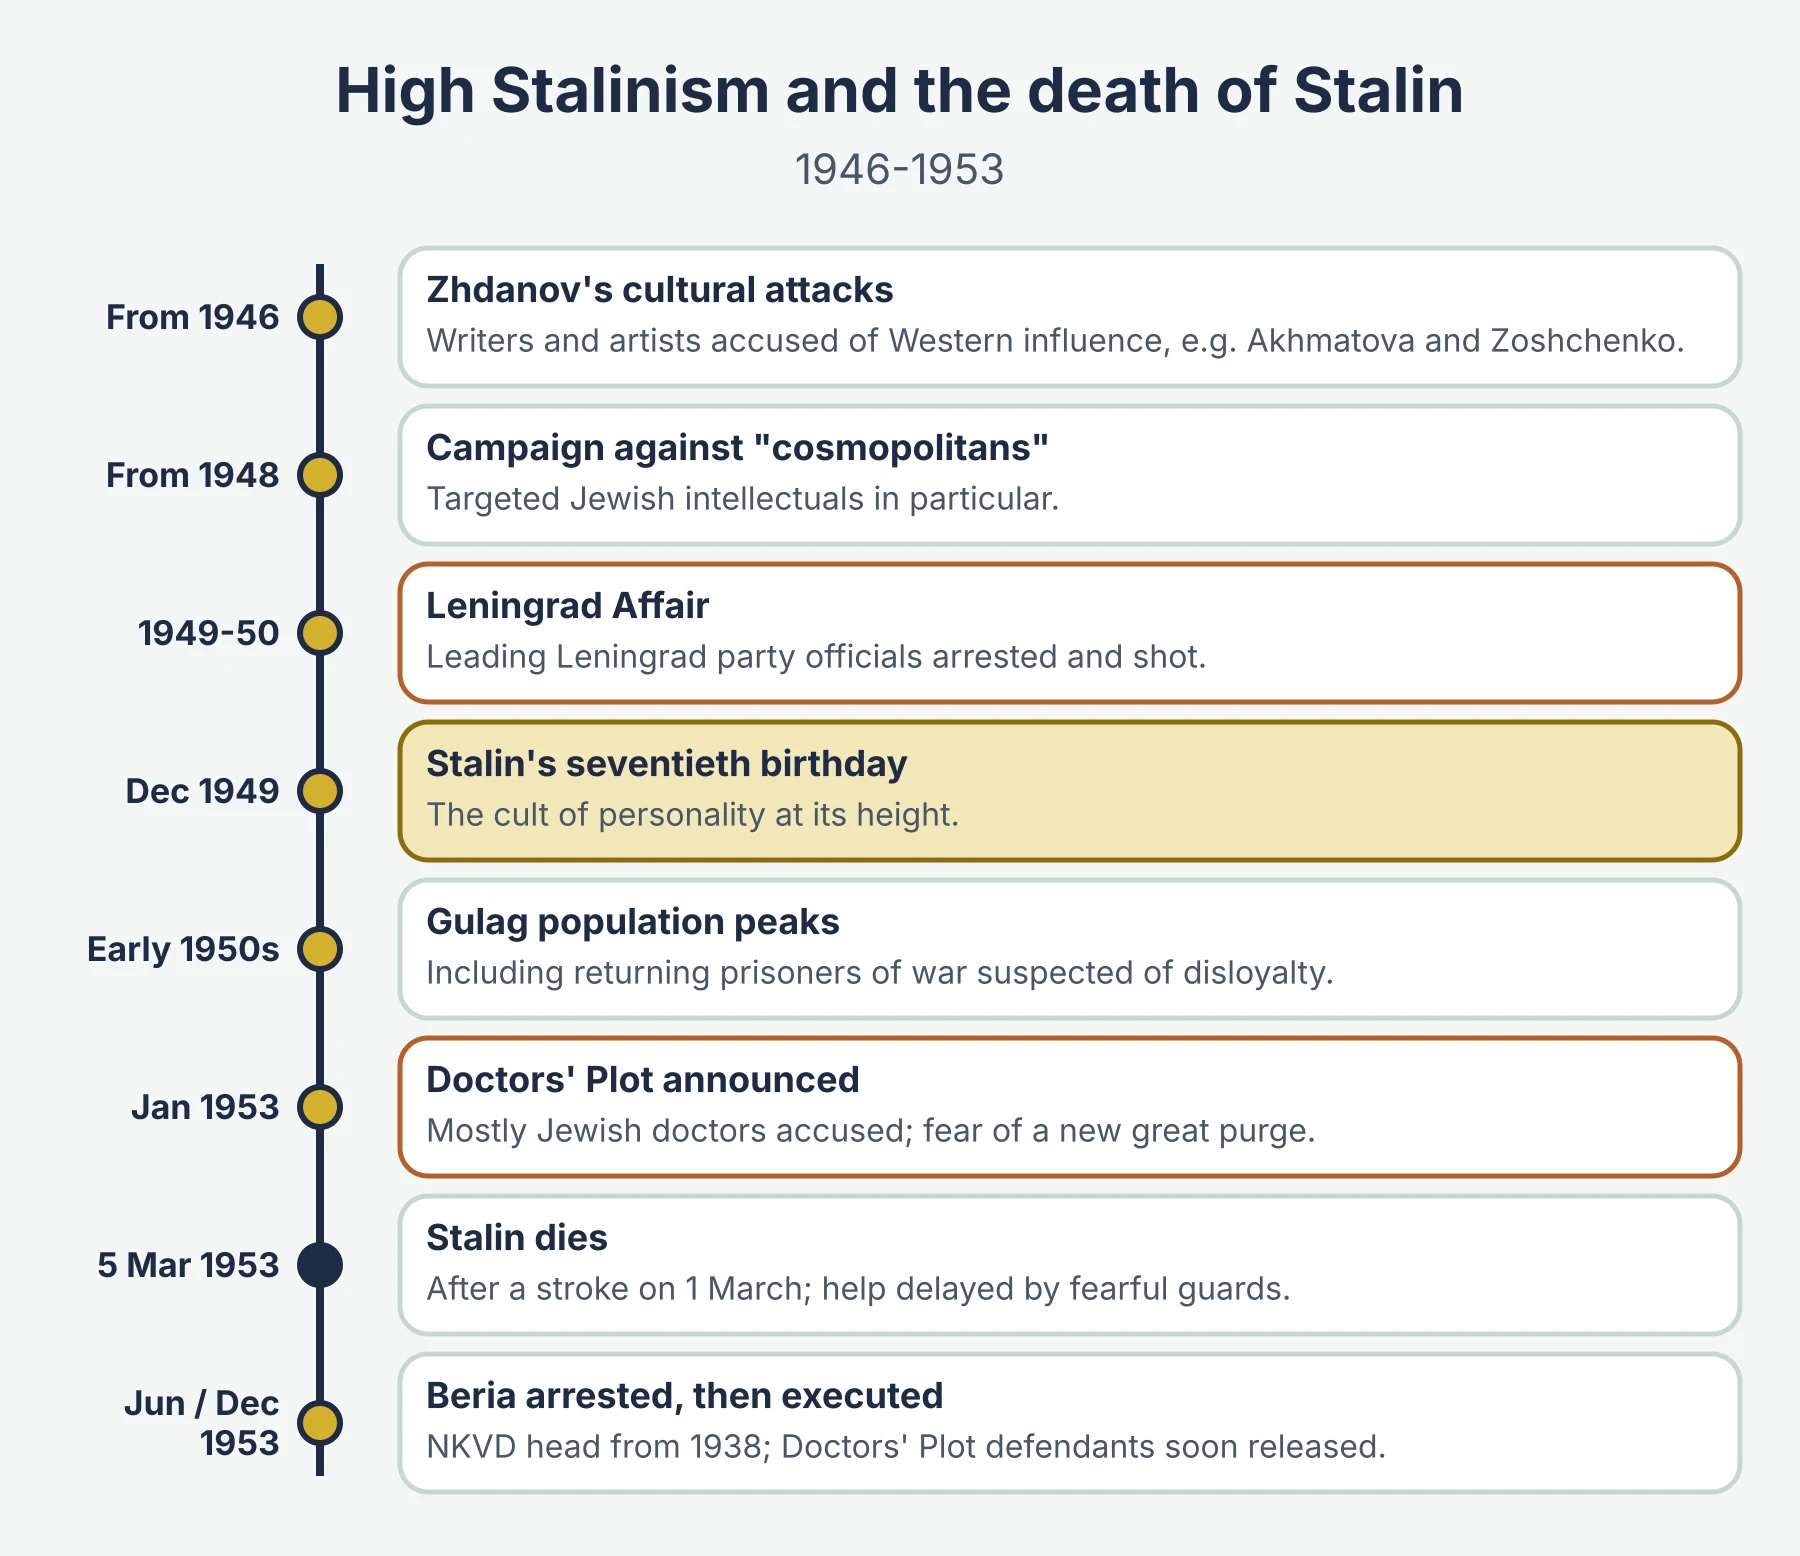 High Stalinism and the death of Stalin
1946-1953
From 1946
Zhdanov's cultural attacks
Writers and artists accused of Western influence, e.g. Akhmatova and Zoshchenko.
From 1948
Campaign against "cosmopolitans"
Targeted Jewish intellectuals in particular.
1949-50
Leningrad Affair
Leading Leningrad party officials arrested and shot.
Dec 1949
Stalin's seventieth birthday
The cult of personality at its height.
Early 1950s
Gulag population peaks
Including returning prisoners of war suspected of disloyalty.
Jan 1953
Doctors' Plot announced
Mostly Jewish doctors accused; fear of a new great purge.
5 Mar 1953
Stalin dies
After a stroke on 1 March; help delayed by fearful guards.
Jun / Dec
1953
Beria arrested, then executed
NKVD head from 1938; Doctors' Plot defendants soon released.